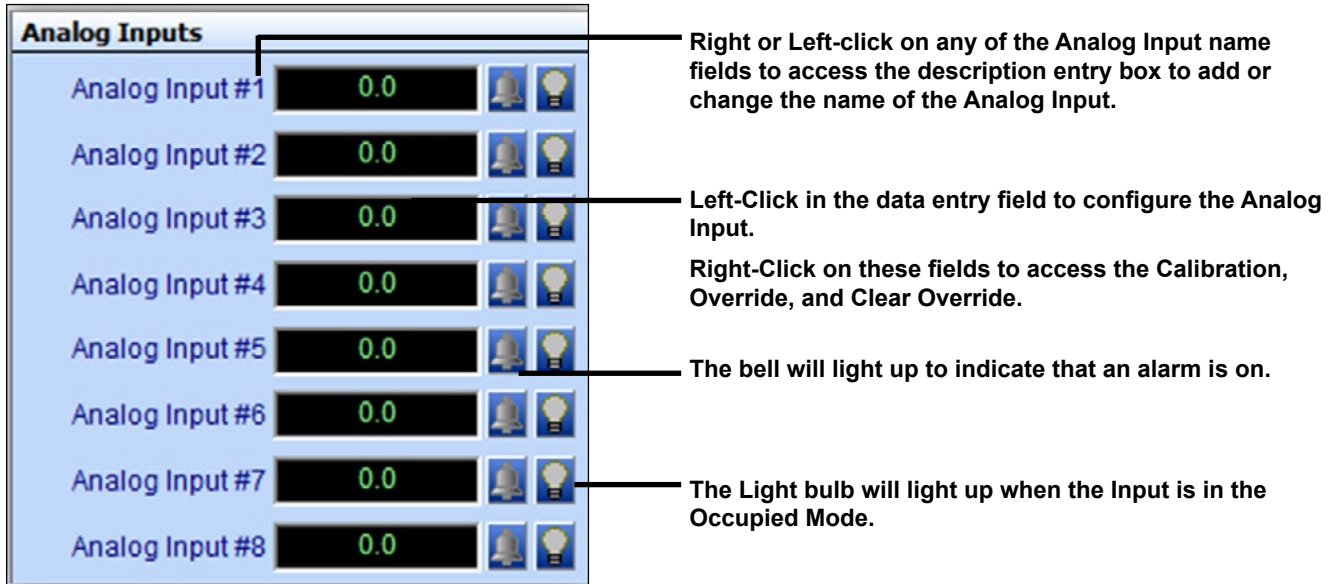 Analog Inputs
Analog Input #1 0.0
Analog Input #2 0.0
Analog Input #3 0.0
Analog Input #4 0.0
Analog Input #5 0.0
Analog Input #6 0.0
Analog Input #7 0.0
Analog Input #8 0.0
Right or Left-click on any of the Analog Input name
fields to access the description entry box to add or
change the name of the Analog Input.
Left-Click in the data entry field to configure the Analog
Input.
Right-Click on these fields to access the Calibration,
Override, and Clear Override.
The bell will light up to indicate that an alarm is on.
The Light bulb will light up when the Input is in the
Occupied Mode.